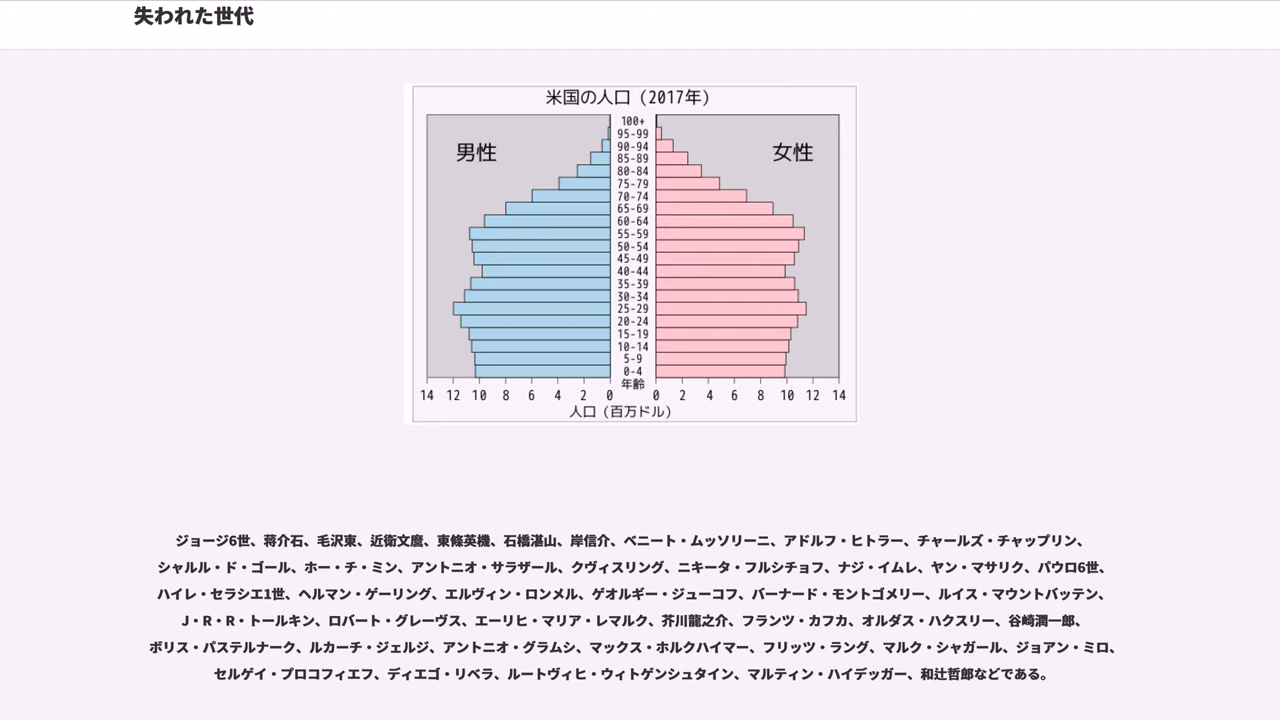 失われた世代
米国の人口（2017年）
男性
女性
100+
95-99
90-94
85-89
80-84
75-79
70-74
65-69
60-64
55-59
50-54
45-49
40-44
35-39
30-34
25-29
20-24
15-19
10-14
5-9
0-4
年齢
14 12 10 8 6 4 2 0 0 2 4 6 8 10 12 14
人口（百万ドル）
ジョージ6世、蒋介石、毛沢東、近衛文麿、東條英機、石橋湛山、岸信介、ベニート・ムッソリーニ、アドルフ・ヒトラー、チャールズ・チャップリン、
シャルル・ド・ゴール、ホー・チ・ミン、アントニオ・サラザール、クヴィスリング、ニキータ・フルシチョフ、ナジ・イムレ、ヤン・マサリク、パウロ6世、
ハイレ・セラシエ1世、ヘルマン・ゲーリング、エルヴィン・ロンメル、ゲオルギー・ジューコフ、バーナード・モントゴメリー、ルイス・マウントバッテン、
J・R・R・トールキン、ロバート・グレーヴス、エーリヒ・マリア・レマルク、芥川龍之介、フランツ・カフカ、オルダス・ハクスリー、谷崎潤一郎、
ボリス・パステルナーク、ルカーチ・ジェルジ、アントニオ・グラムシ、マックス・ホルクハイマー、フリッツ・ラング、マルク・シャガール、ジョアン・ミロ、
セルゲイ・プロコフィエフ、ディエゴ・リベラ、ルートヴィヒ・ウィトゲンシュタイン、マルティン・ハイデッガー、和辻哲郎などである。